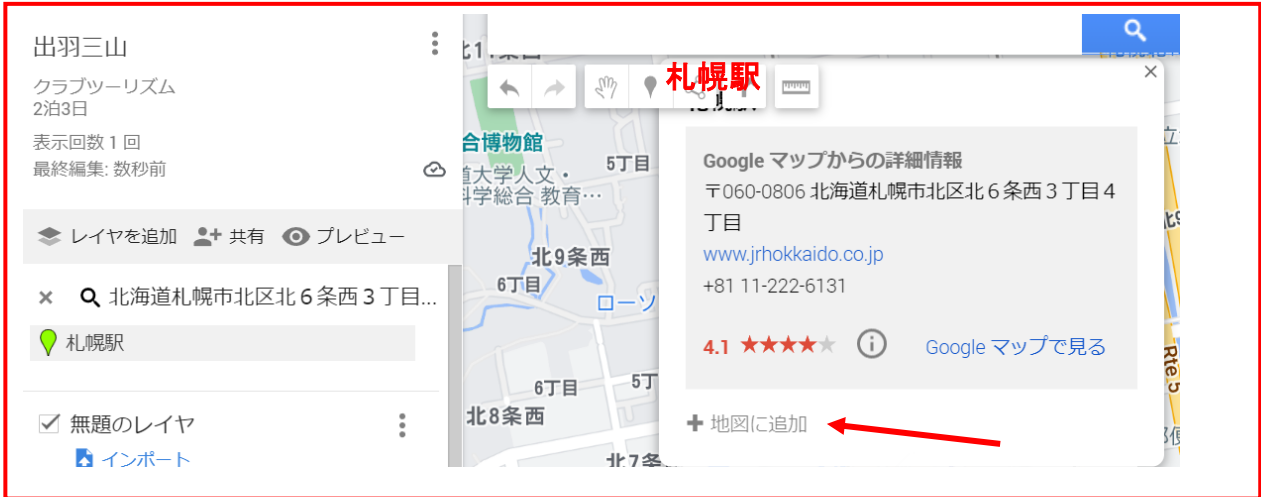 出羽三山
クラブツーリズム
2泊3日
表示回数 1 回
最終編集: 数秒前
レイヤを追加 共有 プレビュー
北海道札幌市北区北６条西３丁目...
札幌駅
無題のレイヤ
インポート
札幌駅
札幌駅
Google マップからの詳細情報
〒060-0806 北海道札幌市北区北６条西３丁目４
丁目
www.jrhokkaido.co.jp
+81 11-222-6131
4.1
Google マップで見る
地図に追加
合博物館
5丁目
道大学人文・
科学総合 教育…
北9条西
6丁目
ローソ
6丁目
5丁
北8条西
北7条
Rte 5